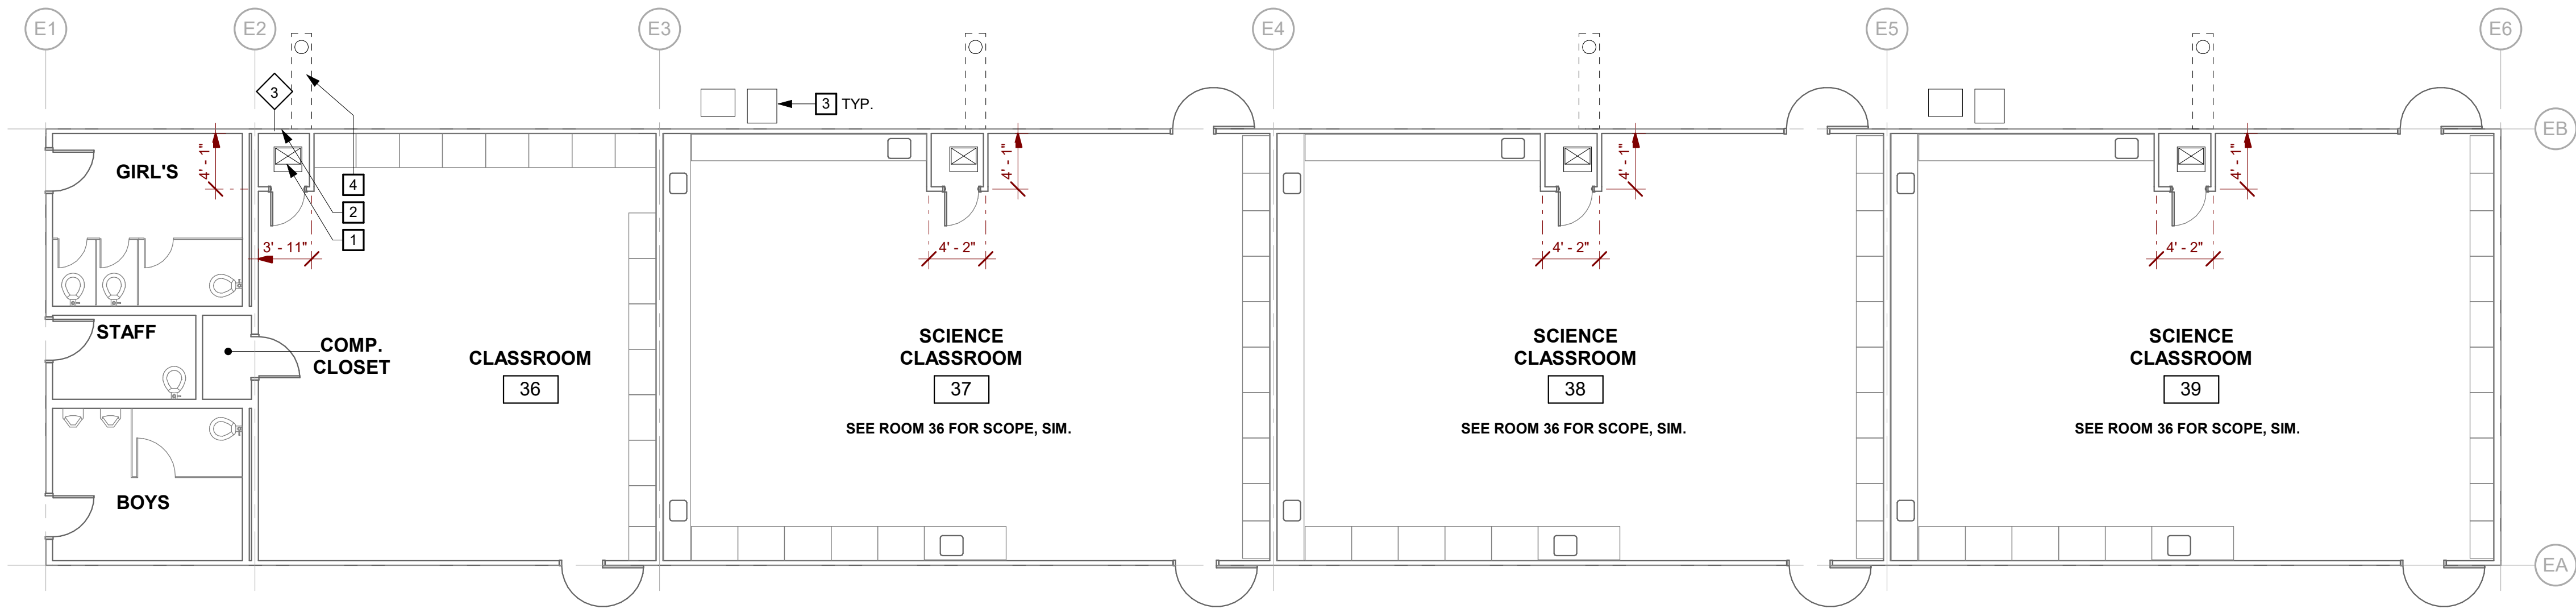 E1
E2
E3
E4
E5
E6
3
3 TYP.
EB
GIRL'S
4' - 1"
4' - 1"
4' - 1"
4' - 1"
4
2
1
3' - 11"
4' - 2"
4' - 2"
4' - 2"
STAFF
COMP.
CLOSET
CLASSROOM
36
SCIENCE
CLASSROOM
37
SEE ROOM 36 FOR SCOPE, SIM.
SCIENCE
CLASSROOM
38
SEE ROOM 36 FOR SCOPE, SIM.
SCIENCE
CLASSROOM
39
SEE ROOM 36 FOR SCOPE, SIM.
BOYS
EA